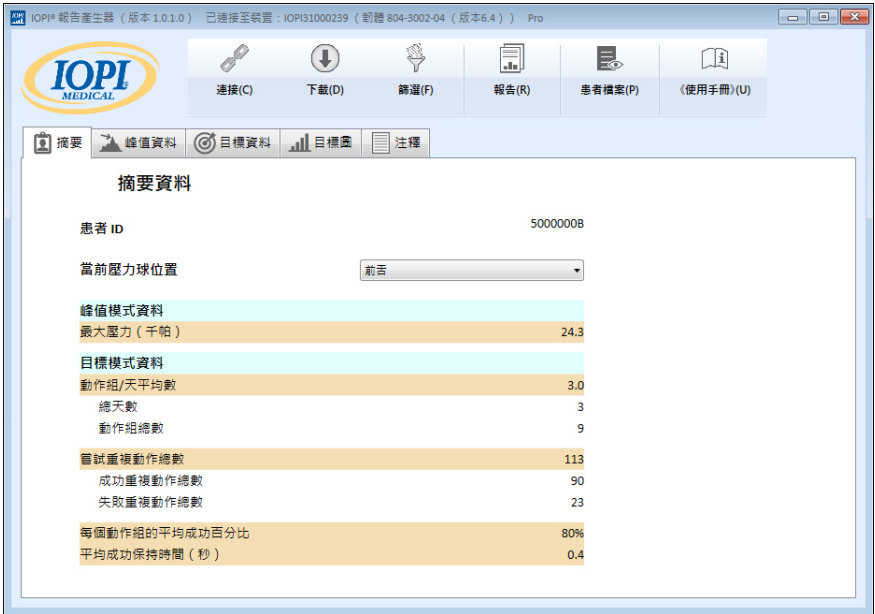 IOPI® 報告產生器 （版本 1.0.1.0） 已連接至裝置：IOPI31000239 （韌體 804-3002-04 （版本6.4）） Pro
IOPI
MEDICAL
®
連接(C) 下載(D) 篩選(F) 報告(R) 患者檔案(P) 《使用手冊》(U)
摘要 峰值資料 目標資料 目標圖 注釋
摘要資料
患者 ID 5000000B
當前壓力球位置 前舌
峰值模式資料
最大壓力（千帕） 24.3
目標模式資料
動作組/天平均數 3.0
總天數 3
動作組總數 9
嘗試重複動作總數 113
成功重複動作總數 90
失敗重複動作總數 23
每個動作組的平均成功百分比 80%
平均成功保持時間（秒） 0.4